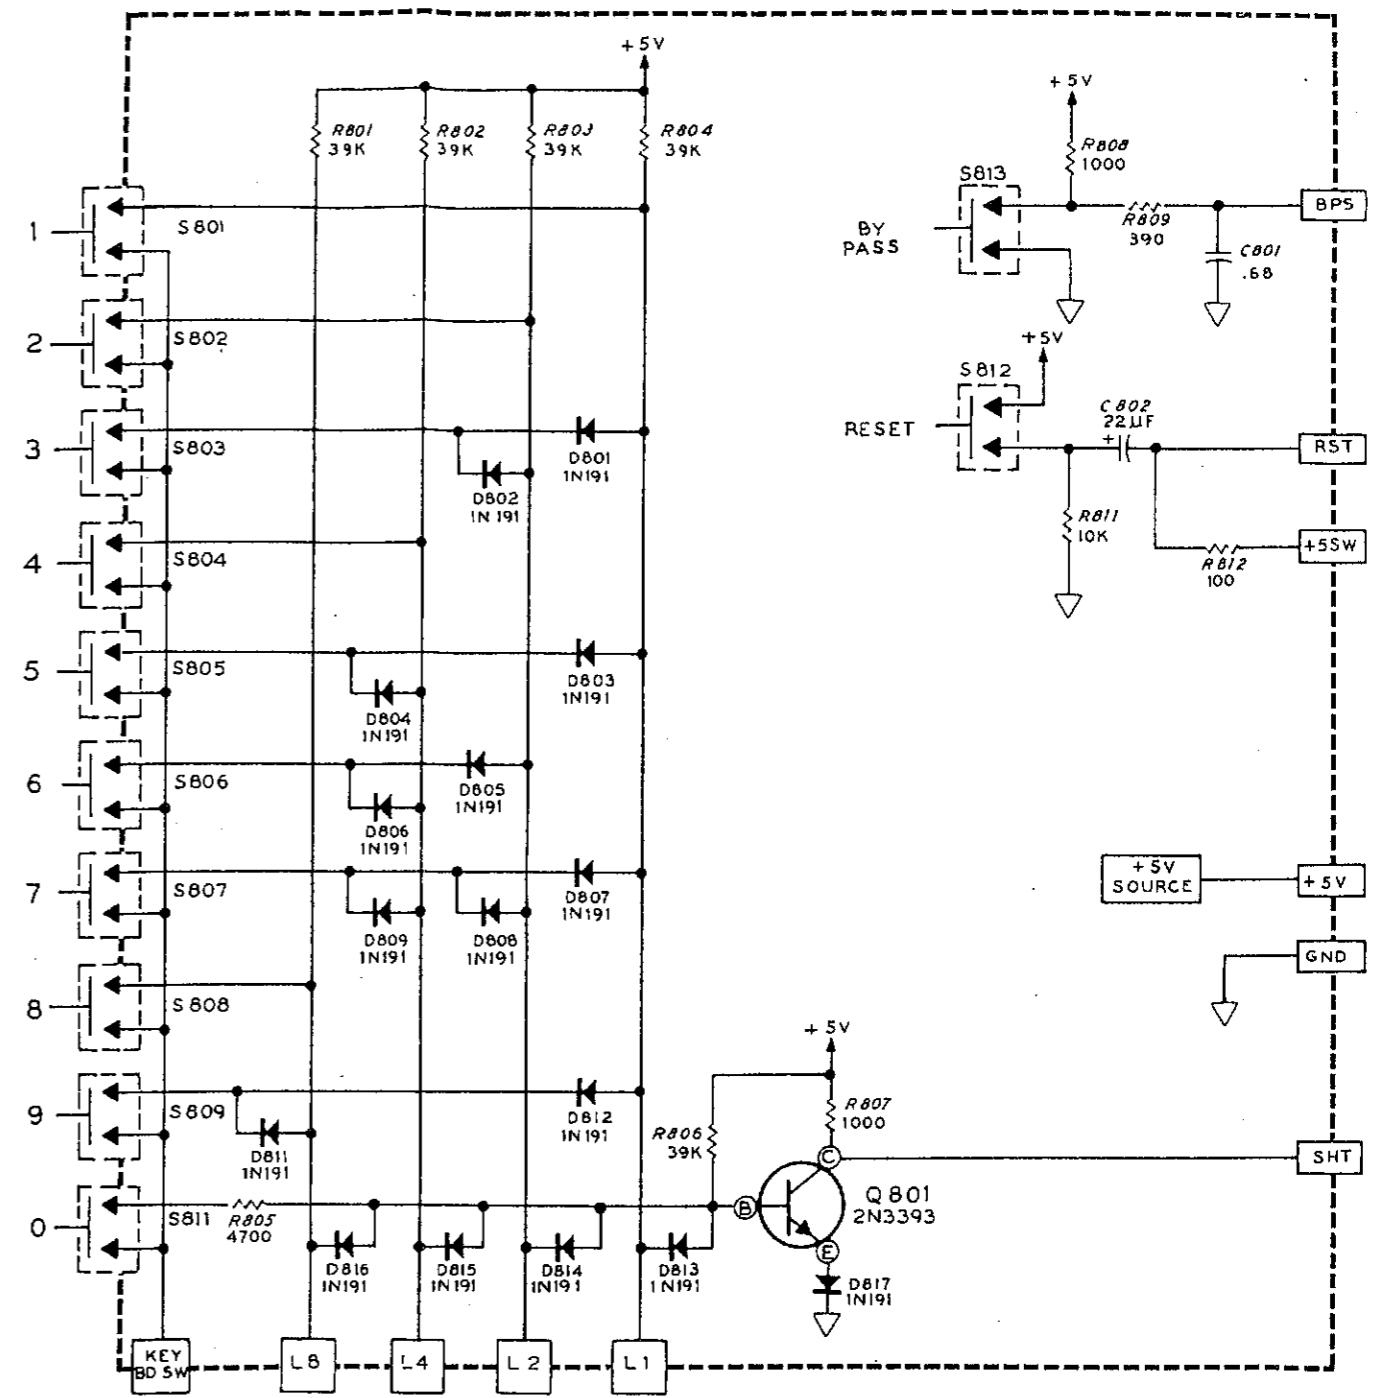 +5V
R801
39K
R802
39K
R803
39K
R804
39K
+5V
R808
1000
S813
BY
PASS
R809
390
C801
.68
BPS
1
S801
2
S802
+5V
S812
RESET
C802
22UF
+
R811
10K
R812
100
RST
+5SW
3
S803
D801
1N191
D802
1N191
4
S804
5
S805
D803
1N191
D804
1N191
6
S806
D805
1N191
D806
1N191
7
S807
D807
1N191
D809
1N191
D808
1N191
+5V
SOURCE
+5V
GND
8
S808
9
S809
D812
1N191
D811
1N191
+5V
R806
39K
R807
1000
C
B
E
Q801
2N3393
SHT
0
S811
R805
4700
D816
1N191
D815
1N191
D814
1N191
D813
1N191
D817
1N191
KEY
BD SW
L8
L4
L2
L1